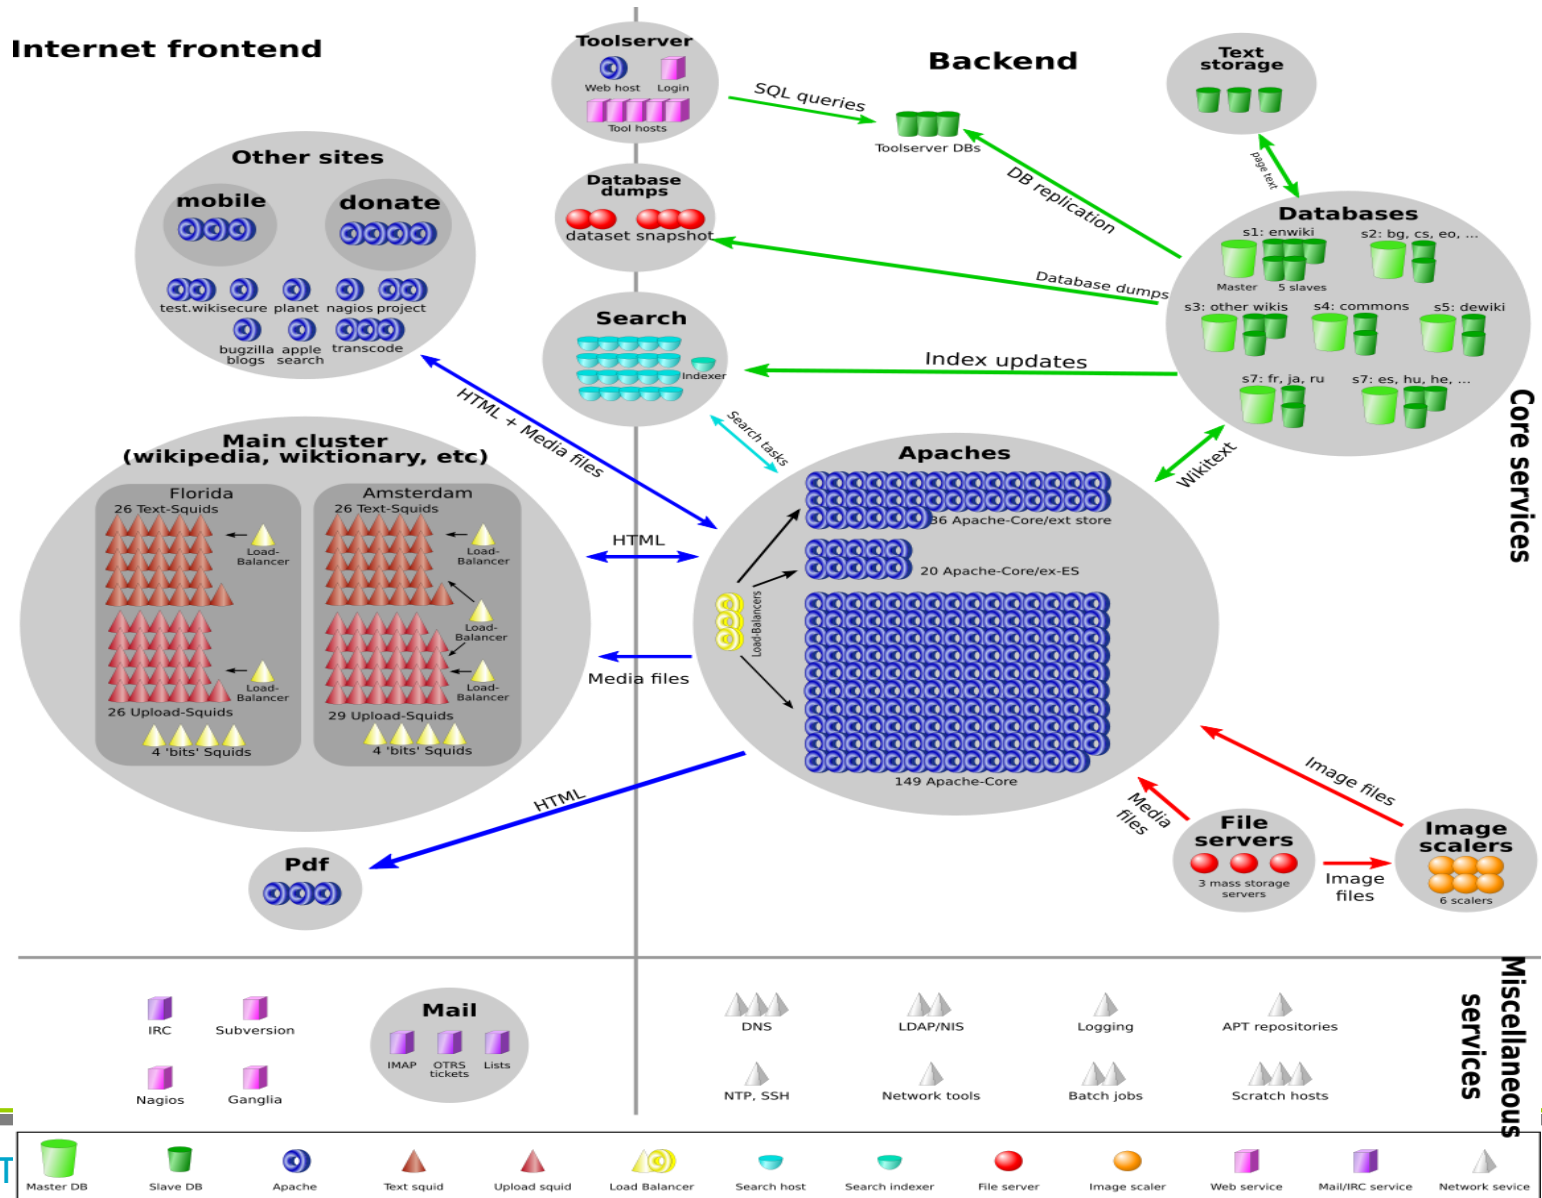 Internet frontend
Backend
Toolserver
Web host
Login
Tool hosts
SQL queries
Toolserver DBs
Text
storage
page text
DB replication
Other sites
mobile
donate
test.wiki
secure
planet
nagios
project
bugzilla
blogs
apple
search
transcode
Database
dumps
dataset
snapshot
Database dumps
Databases
s1: enwiki
s2: bg, cs, eo, ...
Master
5 slaves
s3: other wikis
s4: commons
s5: dewiki
s7: fr, ja, ru
s7: es, hu, he, ...
Search
Indexer
Index updates
Search tasks
Wikitext
Core services
HTML + Media files
Main cluster
(wikipedia, wiktionary, etc)
Florida
26 Text-Squids
Load-
Balancer
Load-
Balancer
26 Upload-Squids
4 'bits' Squids
Amsterdam
26 Text-Squids
Load-
Balancer
Load-
Balancer
Load-
Balancer
29 Upload-Squids
4 'bits' Squids
HTML
Media files
HTML
Apaches
36 Apache-Core/ext store
20 Apache-Core/ex-ES
Load-Balancers
149 Apache-Core
Pdf
Media
files
Image files
File
servers
3 mass storage
servers
Image
files
Image
scalers
6 scalers
IRC
Subversion
Nagios
Ganglia
Mail
IMAP
OTRS
tickets
Lists
DNS
LDAP/NIS
Logging
APT repositories
NTP, SSH
Network tools
Batch jobs
Scratch hosts
Miscellaneous
services
T
Master DB
Slave DB
Apache
Text squid
Upload squid
Load Balancer
Search host
Search indexer
File server
Image scaler
Web service
Mail/IRC service
Network sevice